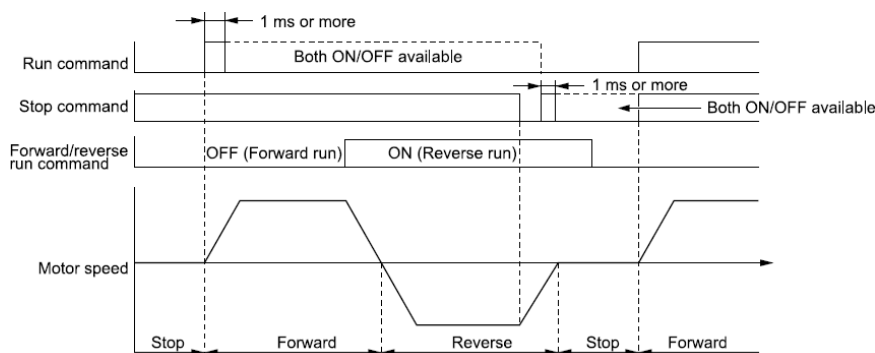 1 ms or more
Run command
Both ON/OFF available
1 ms or more
Stop command
Both ON/OFF available
Forward/reverse
run command
OFF (Forward run)
ON (Reverse run)
Motor speed
Stop
Forward
Reverse
Stop
Forward